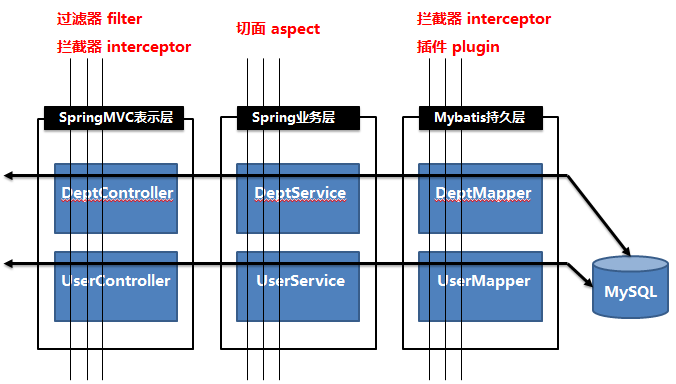 过滤器 filter
拦截器 interceptor
切面 aspect
拦截器 interceptor
插件 plugin
SpringMVC表示层
Spring业务层
Mybatis持久层
DeptController
DeptService
DeptMapper
UserController
UserService
UserMapper
MySQL